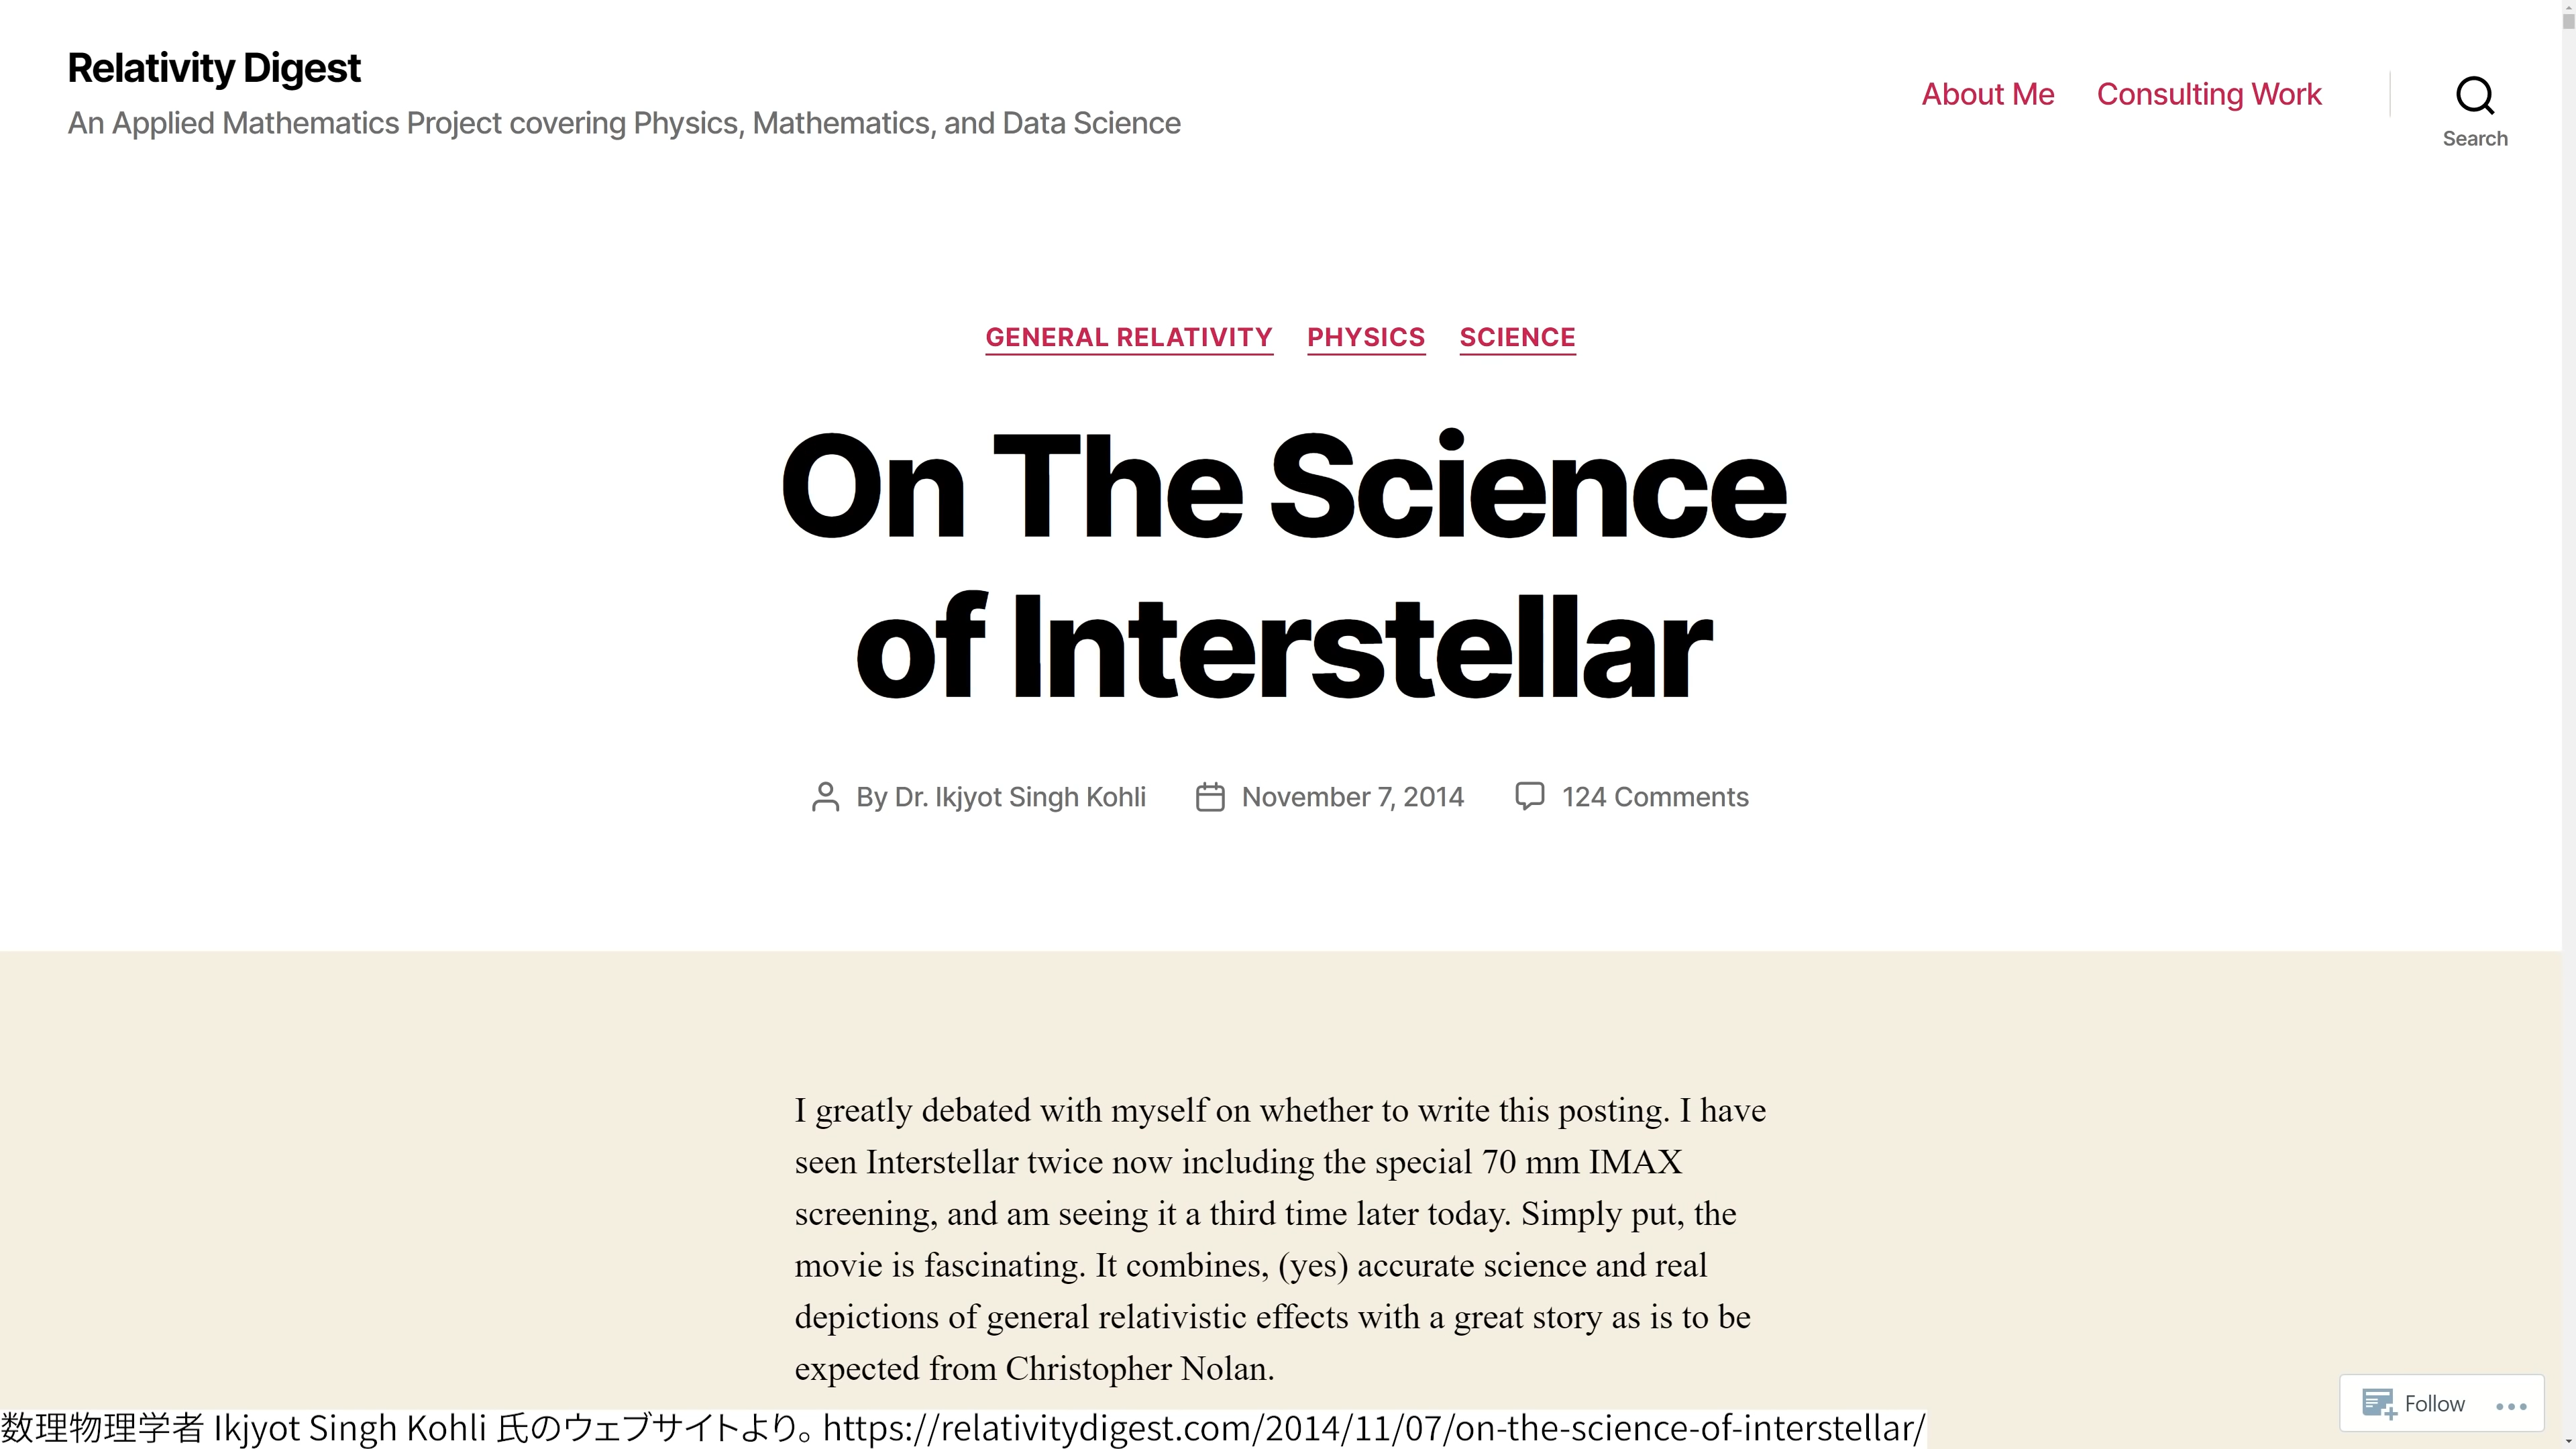 Relativity Digest
An Applied Mathematics Project covering Physics, Mathematics, and Data Science
About Me Consulting Work
Search
GENERAL RELATIVITY PHYSICS SCIENCE
On The Science
of Interstellar
By Dr. Ikjyot Singh Kohli November 7, 2014 124 Comments
I greatly debated with myself on whether to write this posting. I have
seen Interstellar twice now including the special 70 mm IMAX
screening, and am seeing it a third time later today. Simply put, the
movie is fascinating. It combines, (yes) accurate science and real
depictions of general relativistic effects with a great story as is to be
expected from Christopher Nolan.
Follow
数理物理学者 Ikjyot Singh Kohli 氏のウェブサイトより。 https://relativitydigest.com/2014/11/07/on-the-science-of-interstellar/